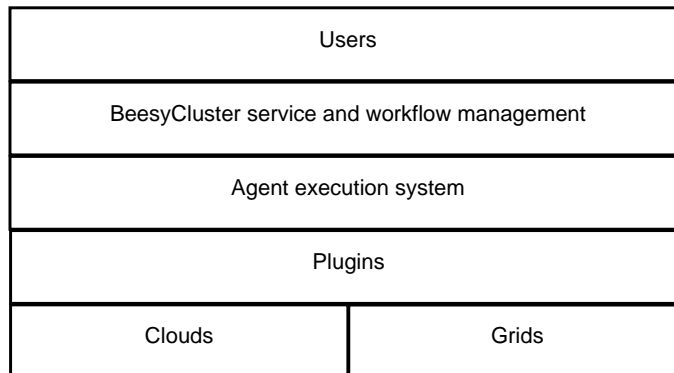 Users
BeesyCluster service and workflow management
Agent execution system
Plugins
Clouds
Grids